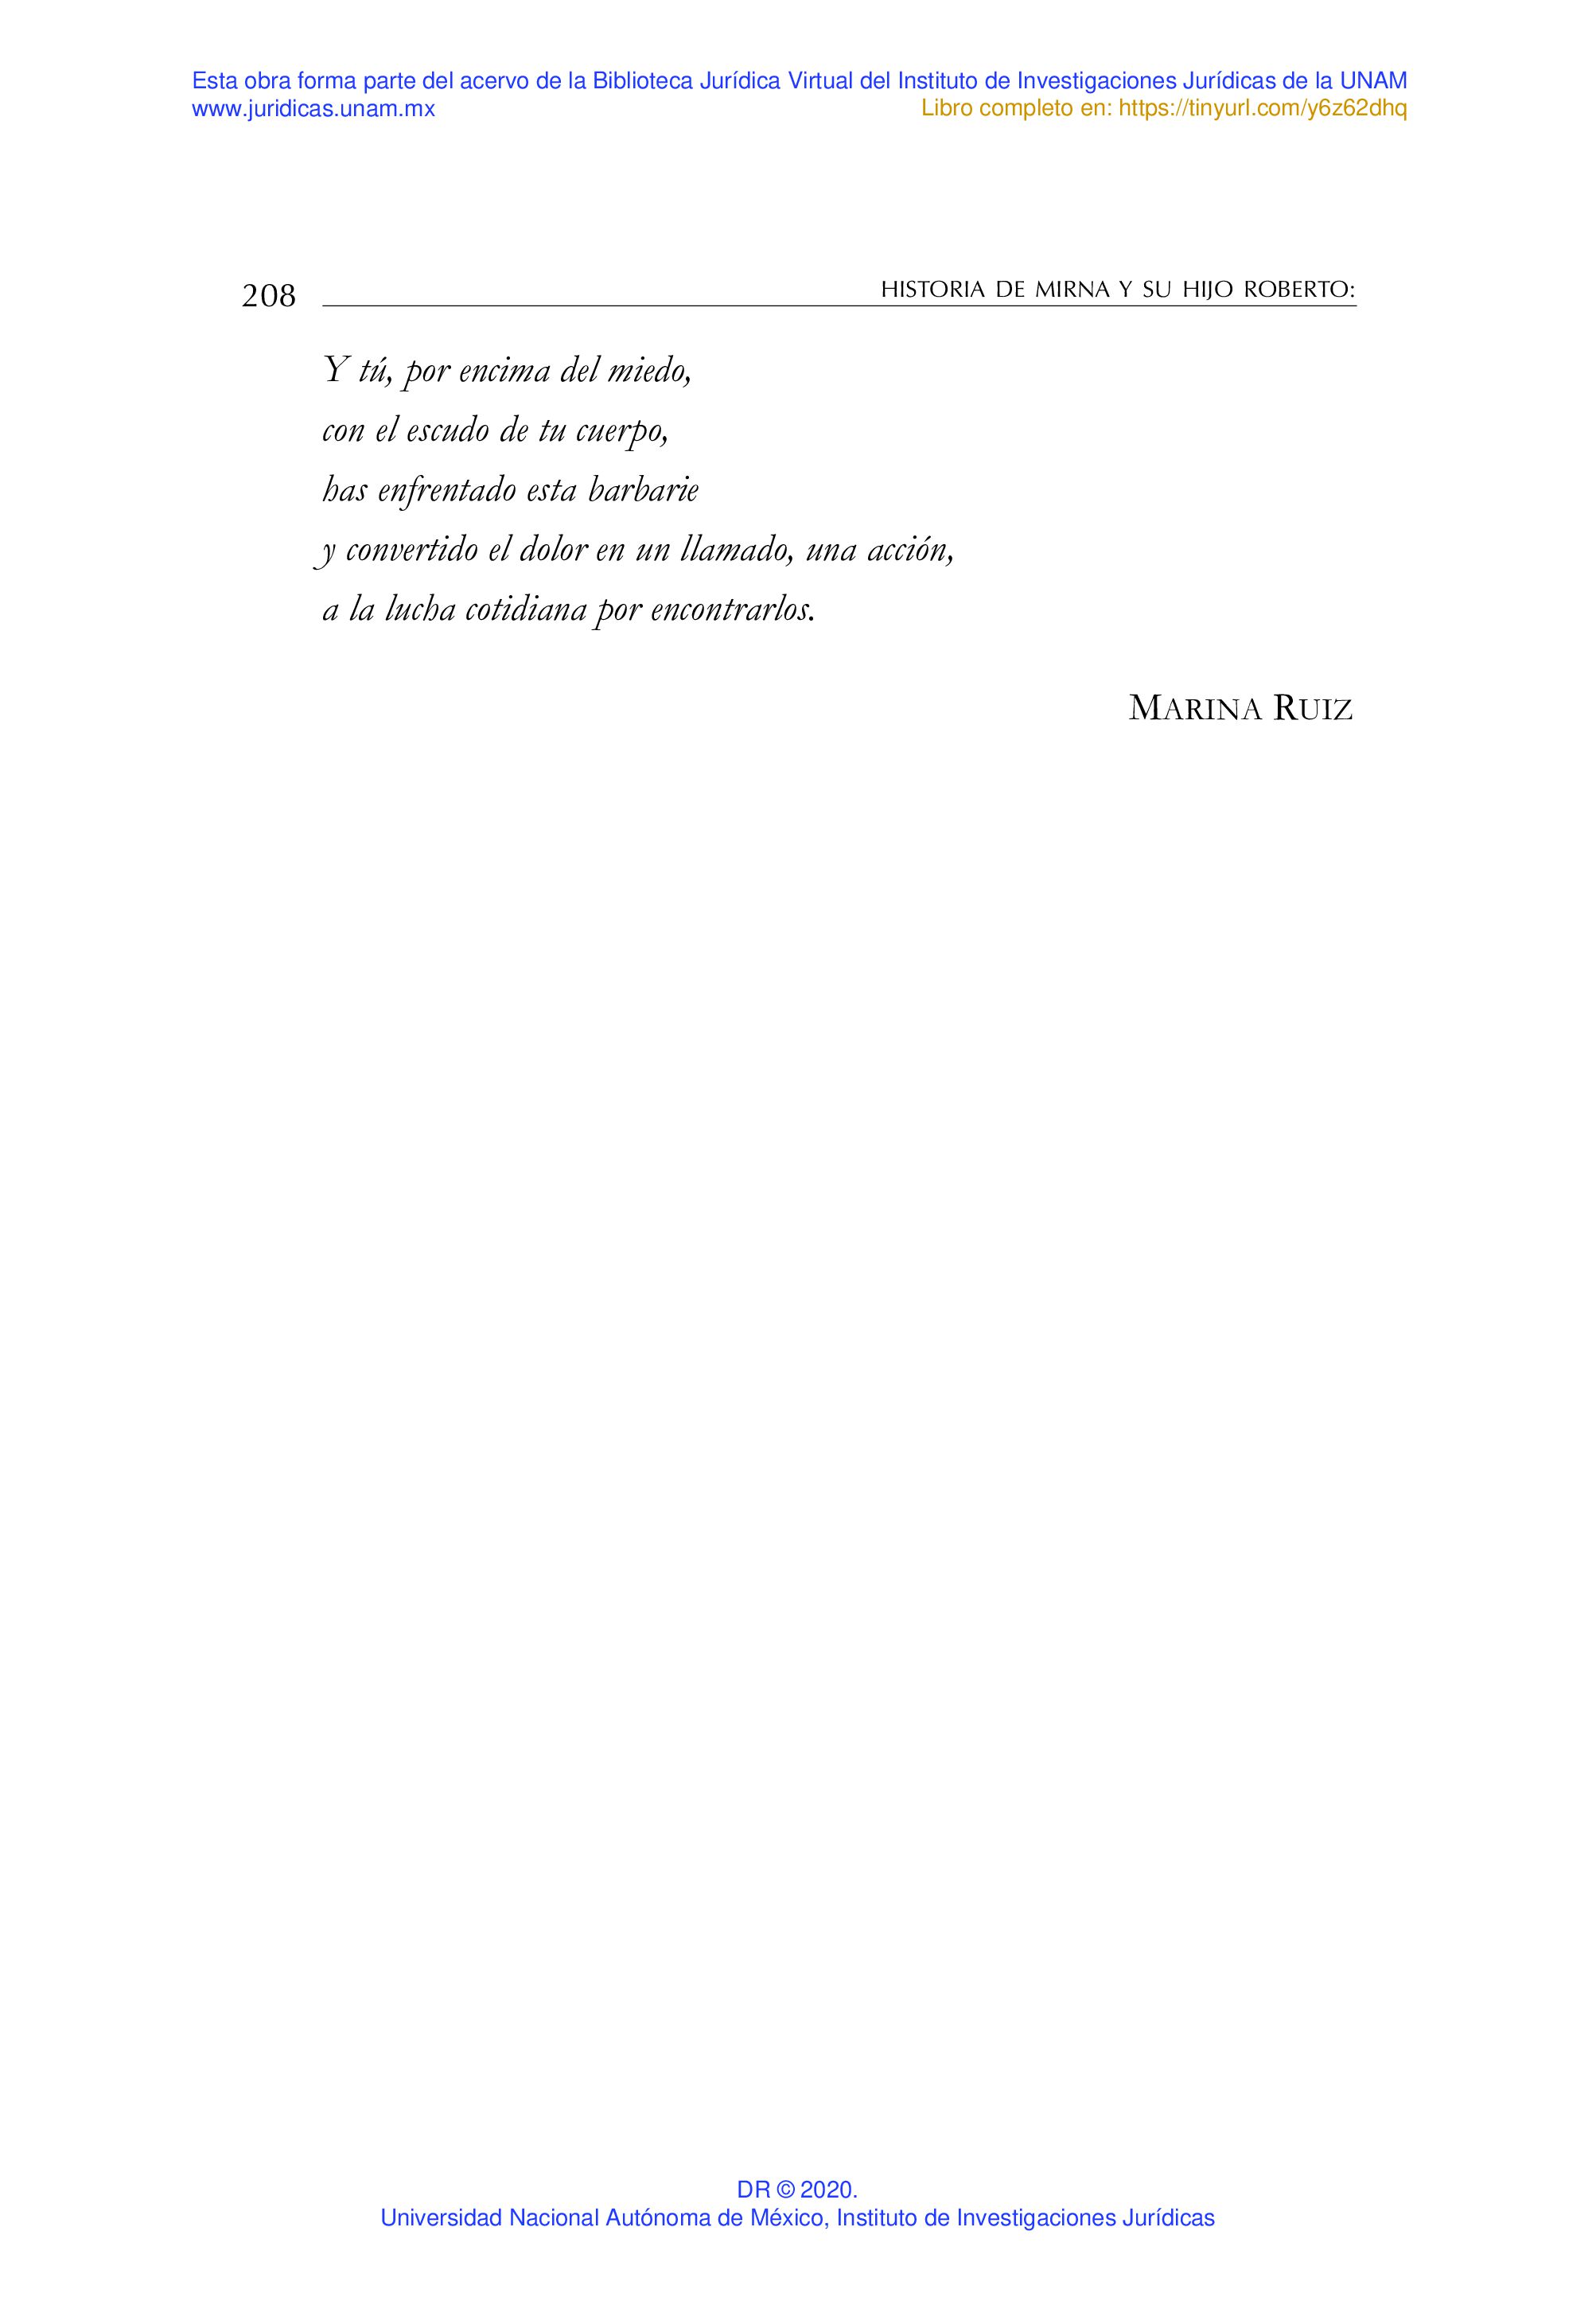 Esta obra forma parte del acervo de la Biblioteca Jurídica Virtual del Instituto de Investigaciones Jurídicas de la UNAM
www.juridicas.unam.mx Libro completo en: https://tinyurl.com/y6z62dhq
208 HISTORIA DE MIRNA Y SU HIJO ROBERTO:
Y tú, por encima del miedo,
con el escudo de tu cuerpo,
has enfrentado esta barbarie
y convertido el dolor en un llamado, una acción,
a la lucha cotidiana por encontrarlos.
MARINA RUIZ
DR © 2020.
Universidad Nacional Autónoma de México, Instituto de Investigaciones Jurídicas